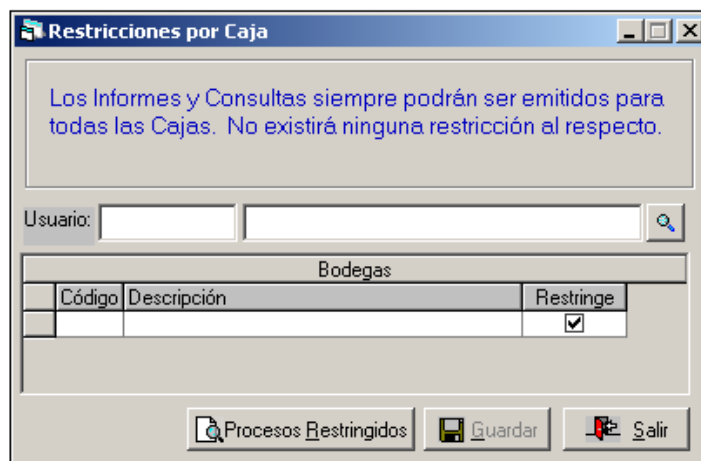 Restricciones por Caja
Los Informes y Consultas siempre podrán ser emitidos para
todas las Cajas.  No existirá ninguna restricción al respecto.
Usuario:
Bodegas
Código Descripción Restringe
Procesos Restringidos Guardar Salir